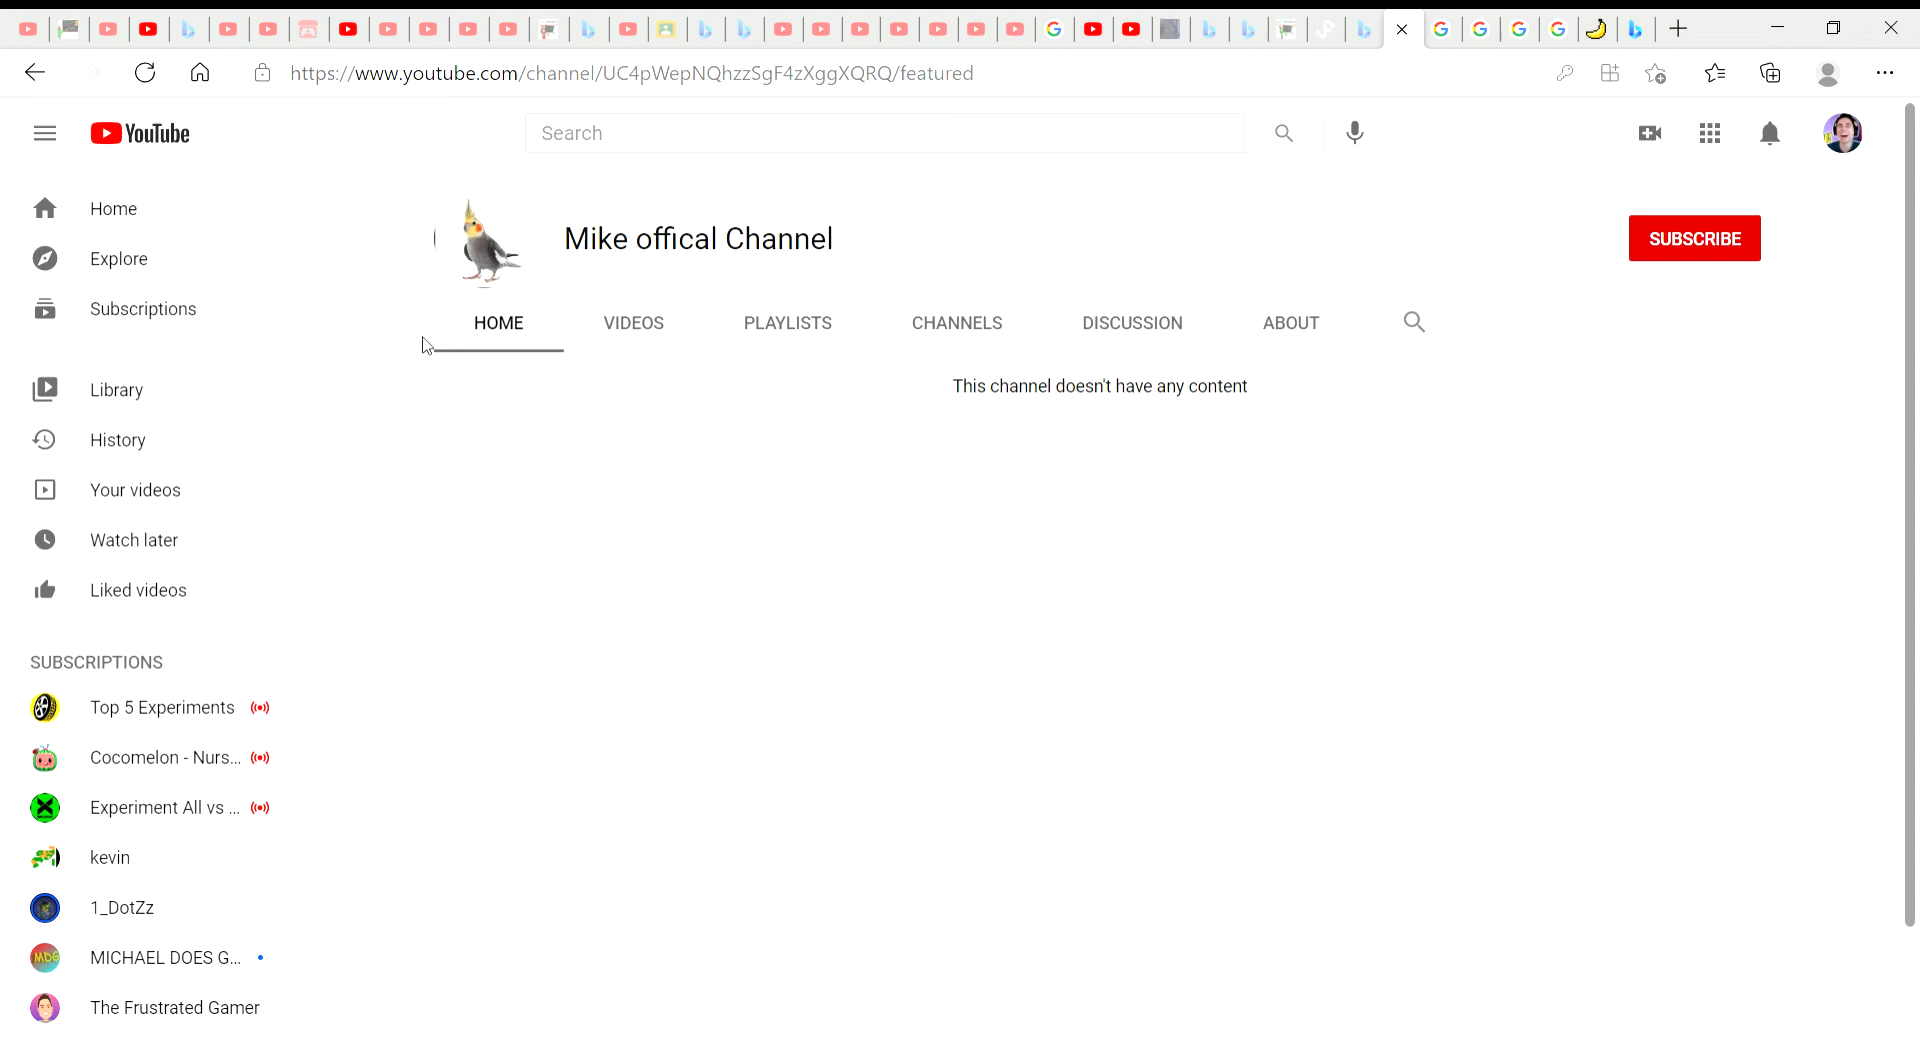 https://www.youtube.com/channel/UC4pWepNQhzzSgF4zXggXQRQ/featured
YouTube
Search
Home
Explore
Subscriptions
Library
History
Your videos
Watch later
Liked videos
SUBSCRIPTIONS
Top 5 Experiments
Cocomelon - Nurs...
Experiment All vs ...
kevin
1_DotZz
MICHAEL DOES G...
The Frustrated Gamer
Mike offical Channel
SUBSCRIBE
HOME VIDEOS PLAYLISTS CHANNELS DISCUSSION ABOUT
This channel doesn't have any content